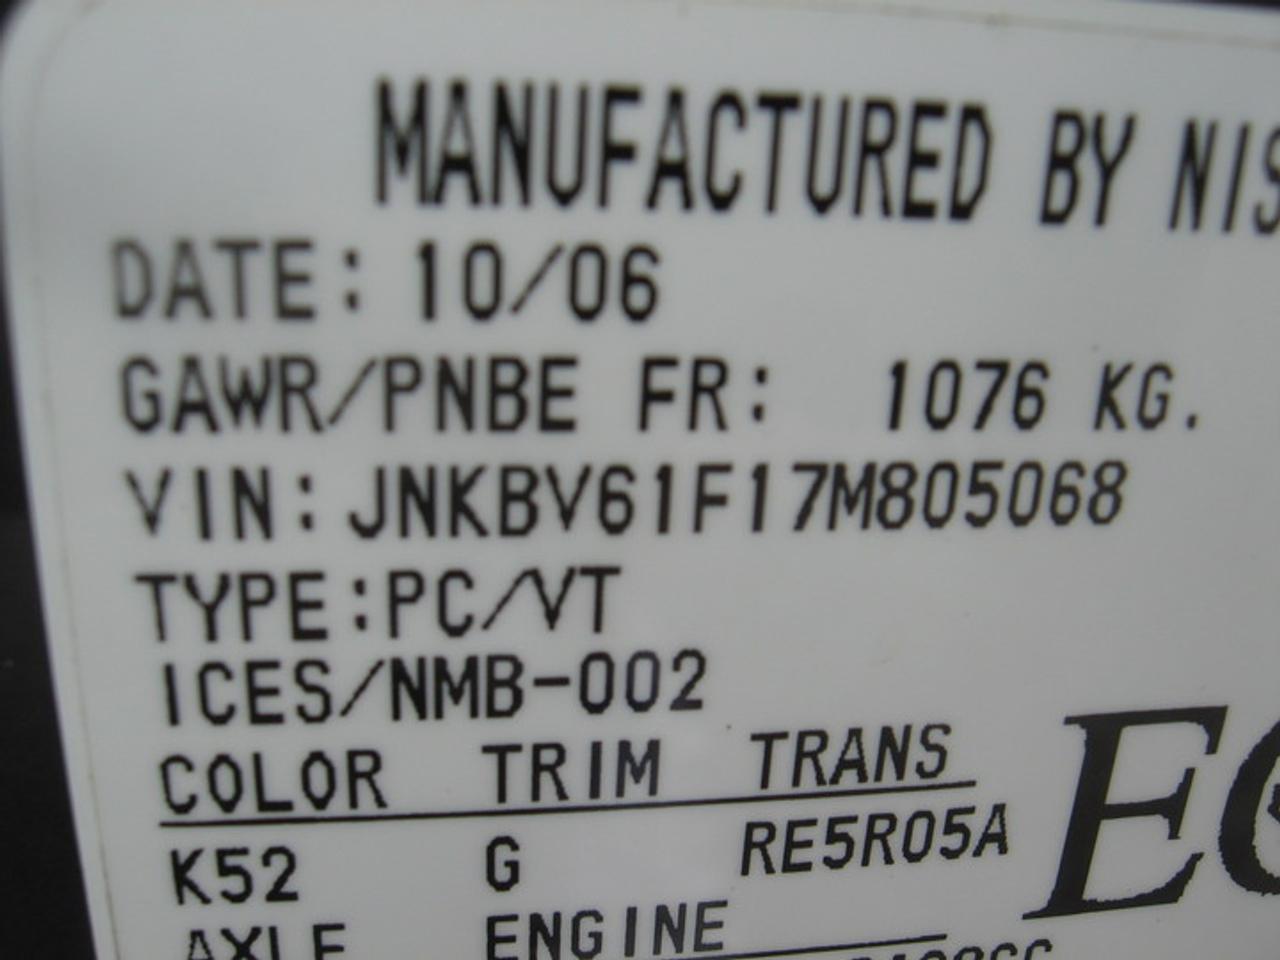 MANUFACTURED BY NIS
DATE: 10/06
GAWR/PNBE FR: 1076 KG.
VIN: JNKBV61F17M805068
TYPE:PC/VT
ICES/NMB-002
COLOR TRIM TRANS
K52 G RE5R05A
AXLE ENGINE